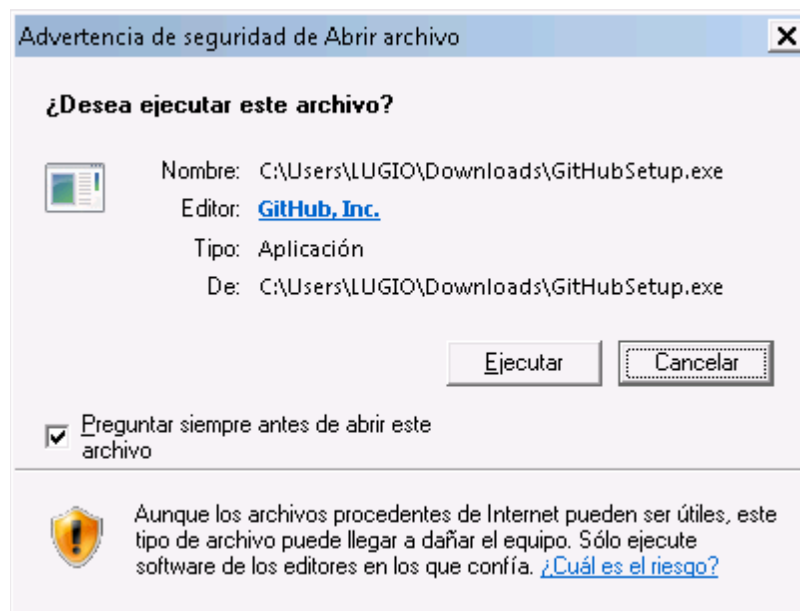 Advertencia de seguridad de Abrir archivo
¿Desea ejecutar este archivo?
Nombre: C:\Users\LUGIO\Downloads\GitHubSetup.exe
Editor: GitHub, Inc.
Tipo: Aplicación
De: C:\Users\LUGIO\Downloads\GitHubSetup.exe
Ejecutar Cancelar
Preguntar siempre antes de abrir este
archivo
Aunque los archivos procedentes de Internet pueden ser útiles, este
tipo de archivo puede llegar a dañar el equipo. Sólo ejecute
software de los editores en los que confía. ¿Cuál es el riesgo?